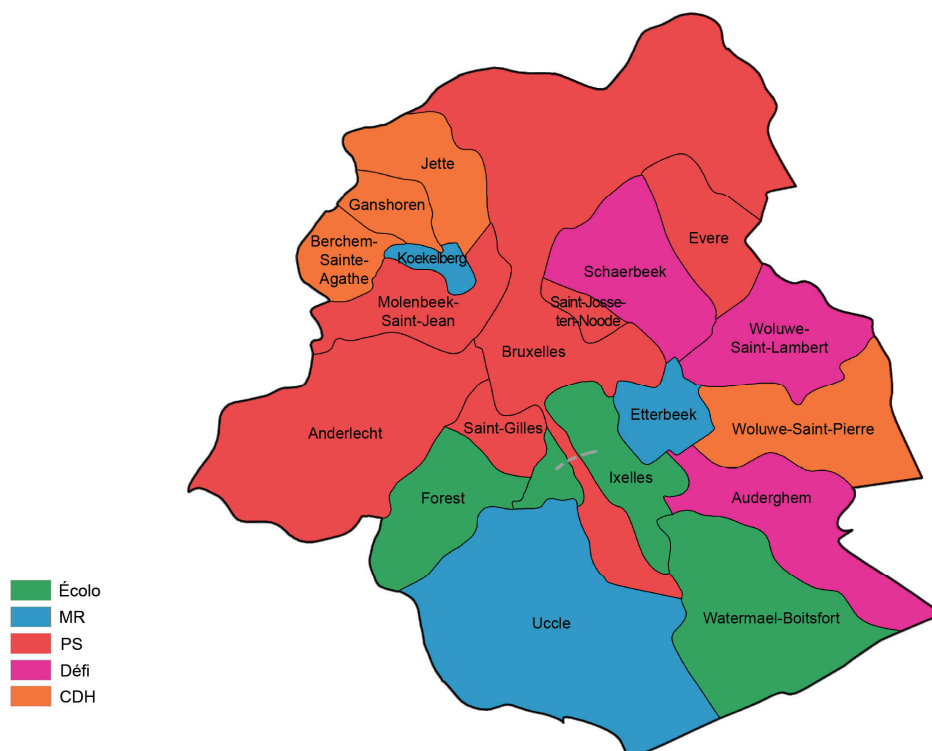 Jette
Ganshoren
Berchem-
Sainte-
Agathe
Koekelberg
Evere
Schaerbeek
Molenbeek-
Saint-Jean
Saint-Josse-
ten-Noode
Woluwe-
Saint-Lambert
Bruxelles
Etterbeek
Woluwe-Saint-Pierre
Anderlecht
Saint-Gilles
Ixelles
Forest
Auderghem
Uccle
Watermael-Boitsfort
Écolo
MR
PS
Défi
CDH